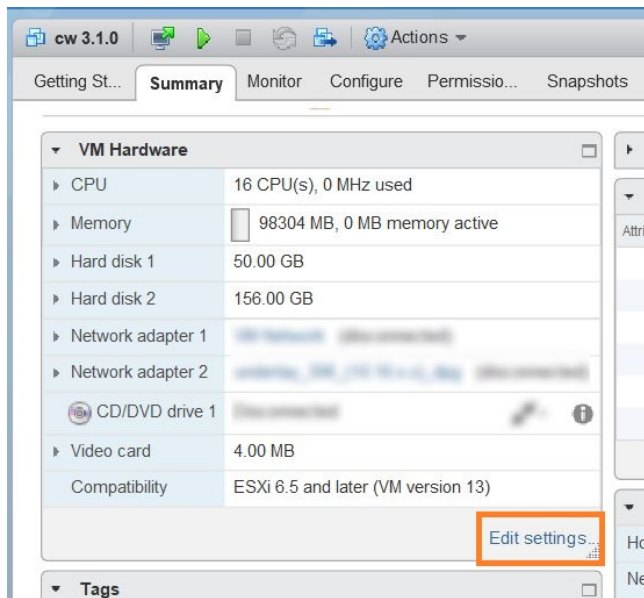 cw 3.1.0 Actions
Getting St... Summary Monitor Configure Permissio... Snapshots
VM Hardware
CPU 16 CPU(s), 0 MHz used
Memory 98304 MB, 0 MB memory active
Attri
Hard disk 1 50.00 GB
Hard disk 2 156.00 GB
Network adapter 1
Network adapter 2
CD/DVD drive 1
Video card 4.00 MB
Compatibility ESXi 6.5 and later (VM version 13)
Edit settings...
Ho
Tags
Ne